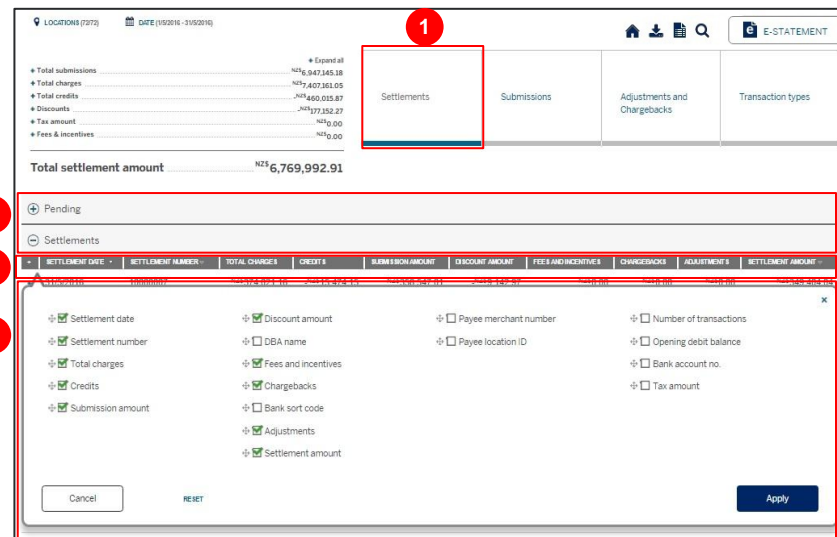 LOCATIONS (72/72) DATE (1/5/2016 - 31/5/2016)
1
E-STATEMENT
Expand all
Total submissions NZ$6,947,145.18
Total charges NZ$7,407,161.05
Total credits -NZ$460,015.87
Discounts -NZ$177,152.27
Tax amount NZ$0.00
Fees & incentives NZ$0.00
Total settlement amount NZ$6,769,992.91
Settlements
Submissions
Adjustments and
Chargebacks
Transaction types
Pending
Settlements
SETTLEMENT DATE SETTLEMENT NUMBER TOTAL CHARGES CREDITS SUBMISSION AMOUNT DISCOUNT AMOUNT FEES AND INCENTIVES CHARGEBACKS ADJUSTMENTS SETTLEMENT AMOUNT
Settlement date
Settlement number
Total charges
Credits
Submission amount
Discount amount
DBA name
Fees and incentives
Chargebacks
Bank sort code
Adjustments
Settlement amount
Payee merchant number
Payee location ID
Number of transactions
Opening debit balance
Bank account no.
Tax amount
Cancel
RESET
Apply